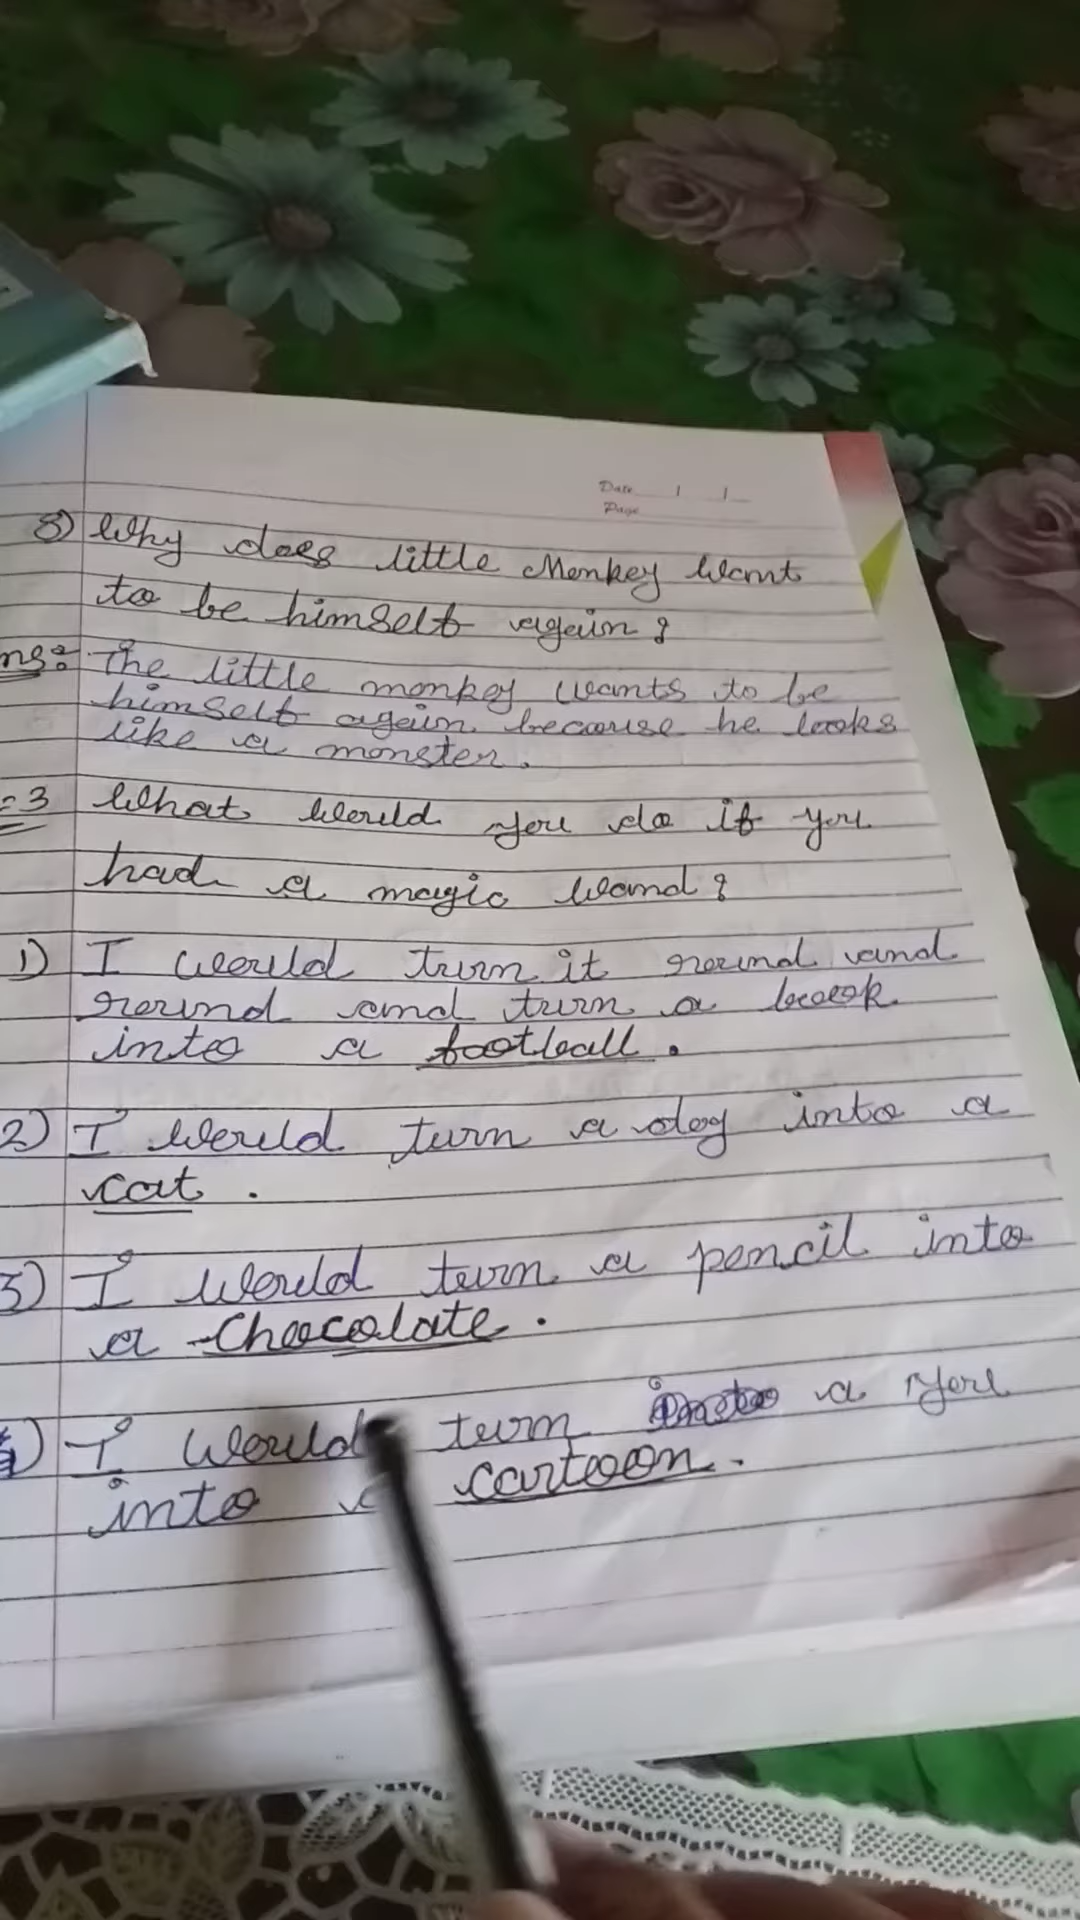 Date / /
Page
8) Why does little Monkey Want
to be himself again?
ns: The little monkey wants to be
himself again because he looks
like a monster.
=3 What would you do if you
had a magic wand?
1) I would turn it round and
round and turn a book
into a football.
2) I would turn a dog into a
cat.
3) I would turn a pencil into
a Chocolate.
4) I would turn a you
into a cartoon.